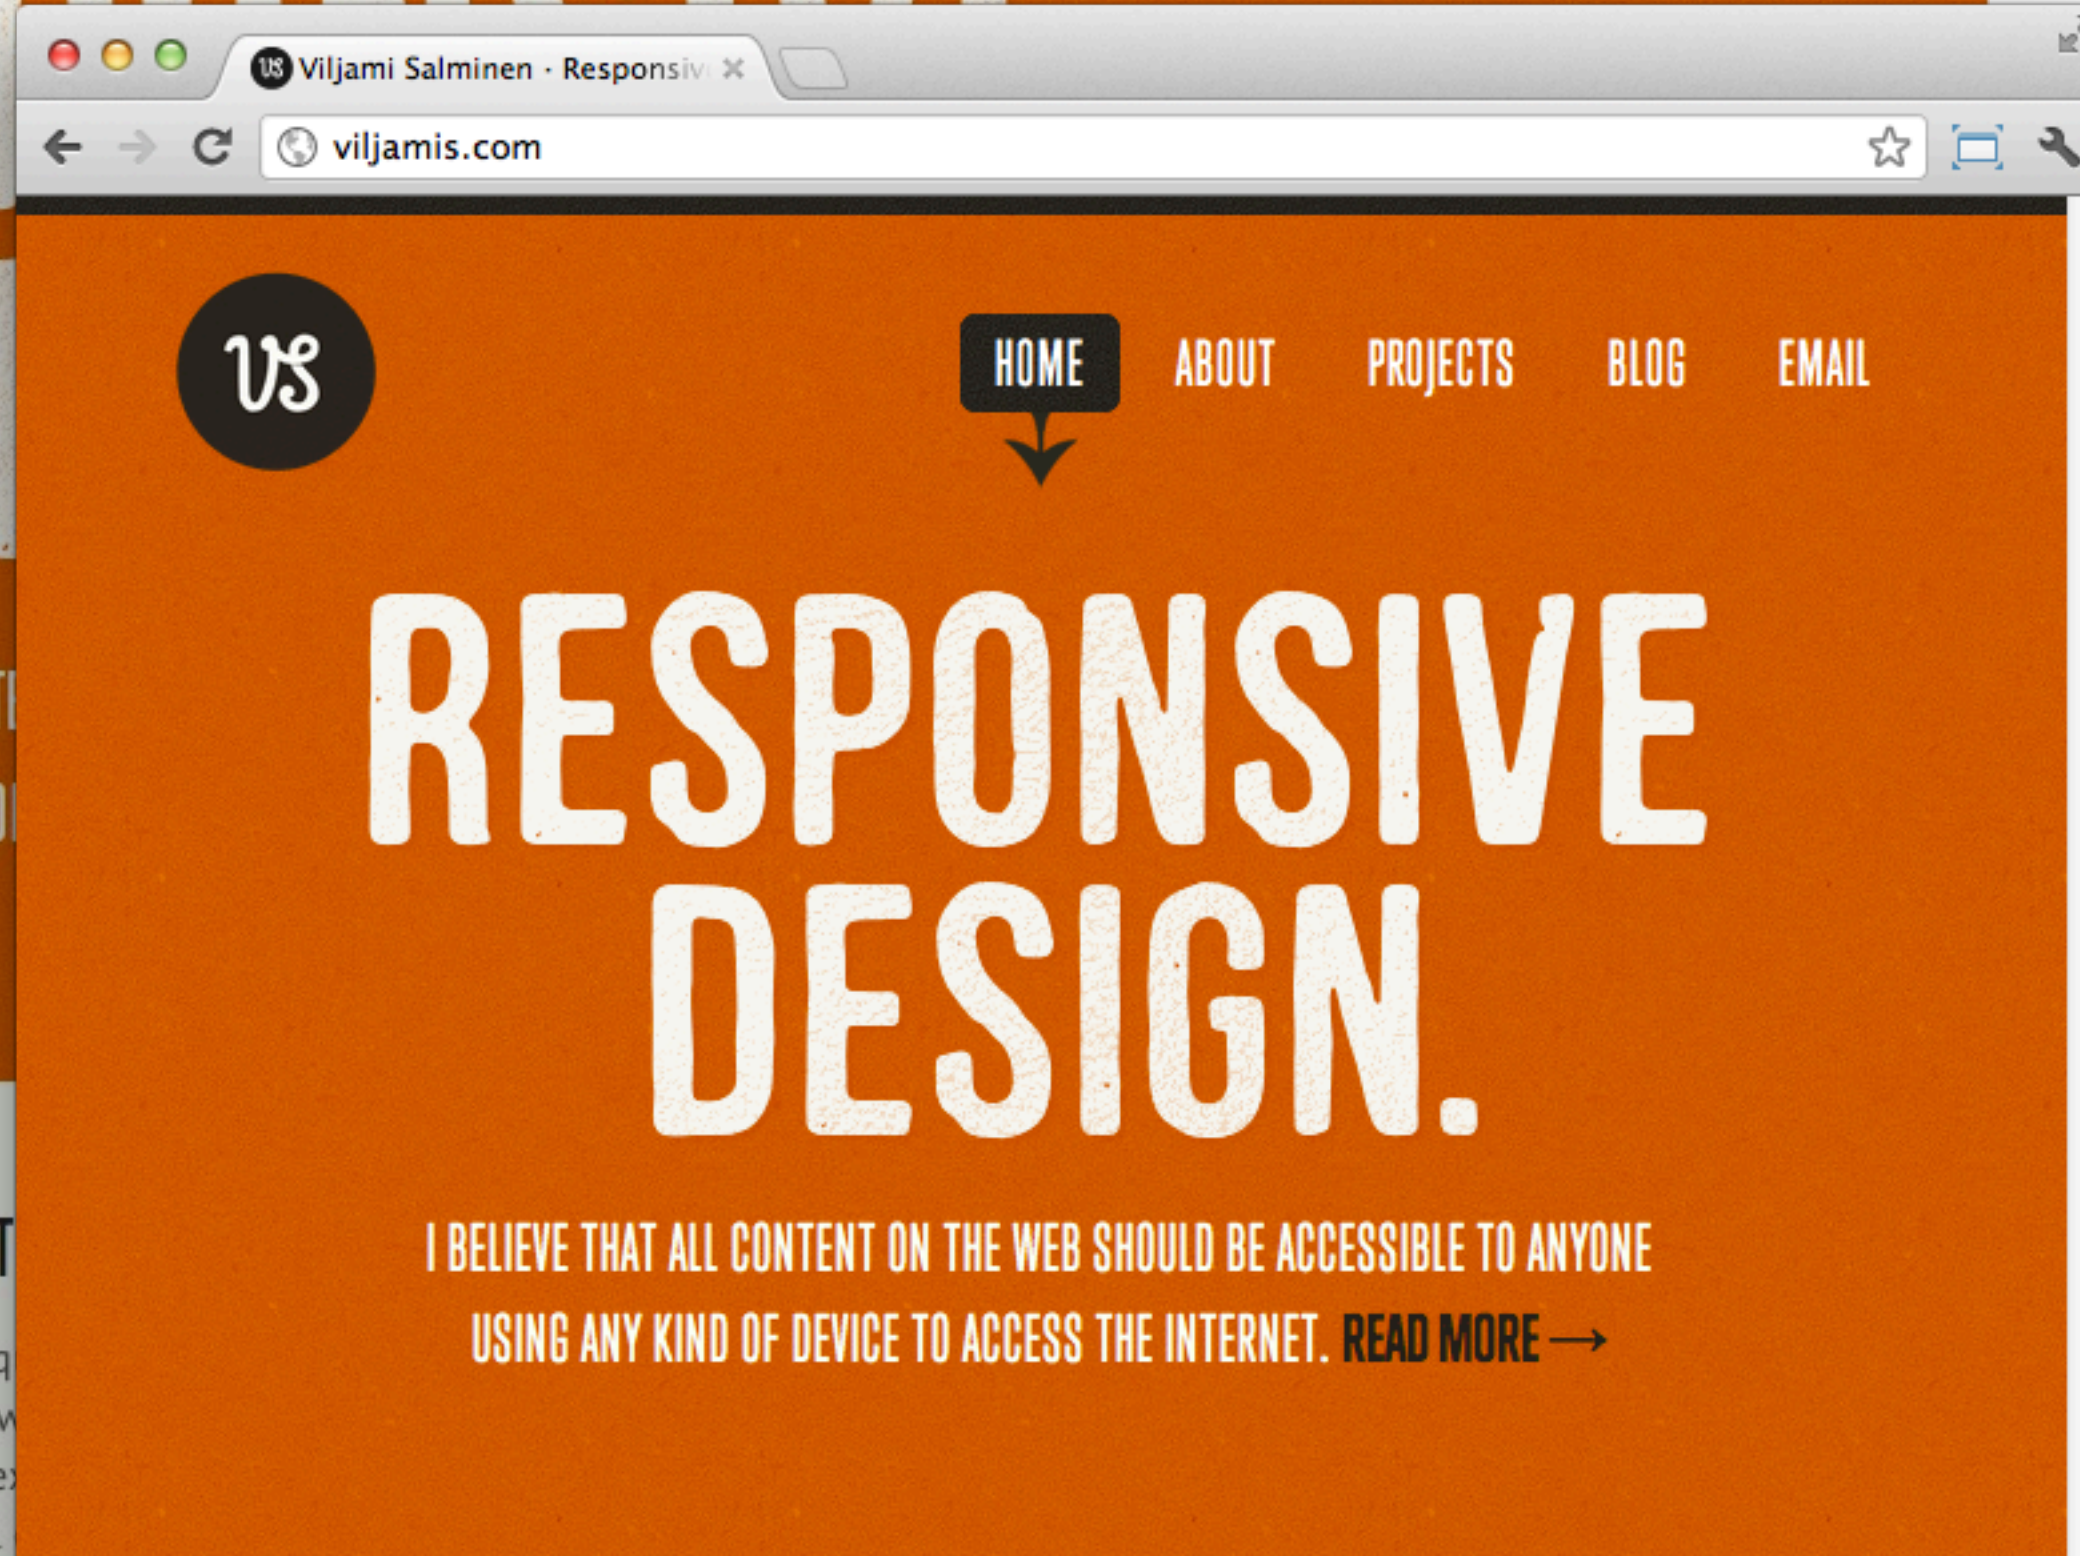 VS Viljami Salminen · Responsiv
viljamis.com
VS
HOME ABOUT PROJECTS BLOG EMAIL
RESPONSIVE
DESIGN.
I BELIEVE THAT ALL CONTENT ON THE WEB SHOULD BE ACCESSIBLE TO ANYONE
USING ANY KIND OF DEVICE TO ACCESS THE INTERNET. READ MORE →